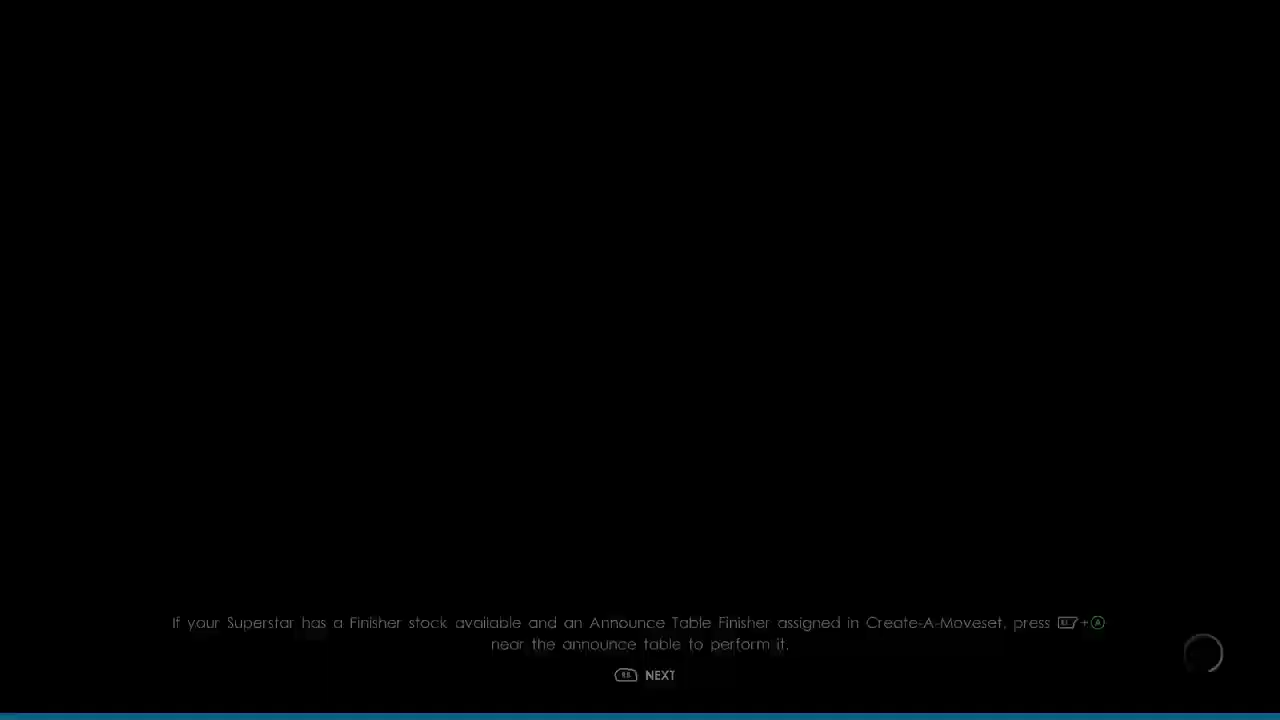 If your Superstar has a Finisher stock available and an Announce Table Finisher assigned in Create-A-Moveset, press + A
near the announce table to perform it.
NEXT